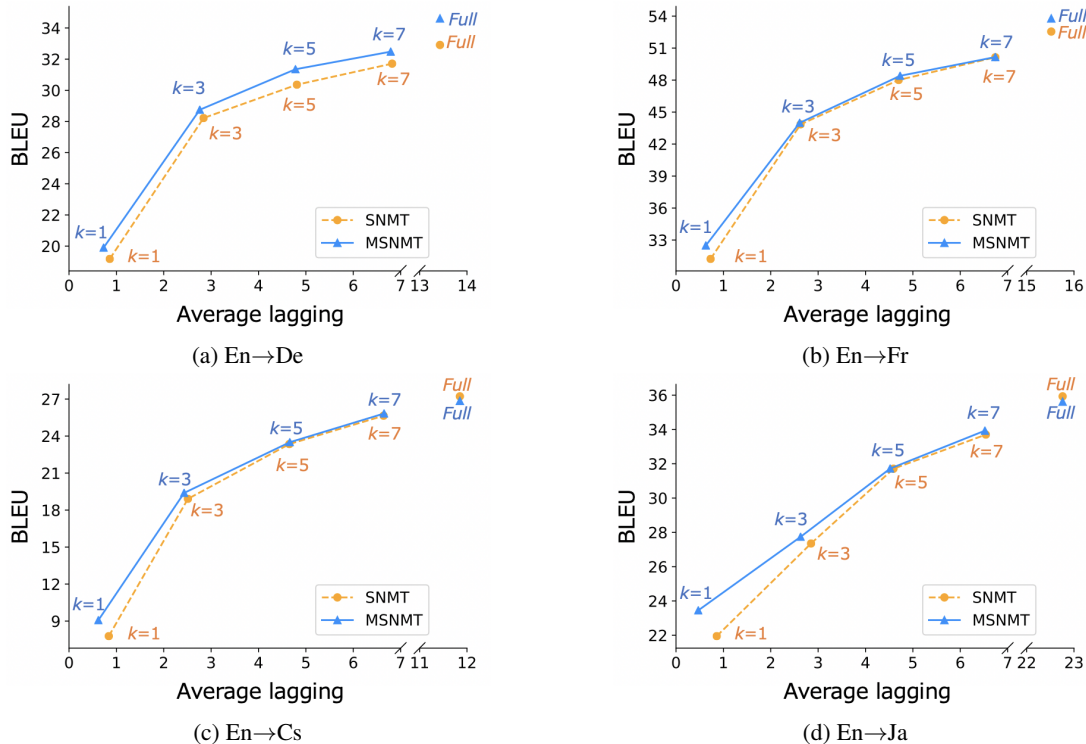 34
32
30
28
26
24
22
20
BLEU
k=1
k=3
k=5
k=7
Full
Full
k=1
k=3
k=5
k=7
SNMT
MSNMT
0 1 2 3 4 5 6 7 13 14
Average lagging
(a) En→De
54
51
48
45
42
39
36
33
BLEU
k=1
k=3
k=5
k=7
Full
Full
k=1
k=3
k=5
k=7
SNMT
MSNMT
0 1 2 3 4 5 6 7 15 16
Average lagging
(b) En→Fr
27
24
21
18
15
12
9
BLEU
k=1
k=3
k=5
k=7
Full
Full
k=1
k=3
k=5
k=7
SNMT
MSNMT
0 1 2 3 4 5 6 7 11 12
Average lagging
(c) En→Cs
36
34
32
30
28
26
24
22
BLEU
k=1
k=3
k=5
k=7
Full
Full
k=1
k=3
k=5
k=7
SNMT
MSNMT
0 1 2 3 4 5 6 7 22 23
Average lagging
(d) En→Ja